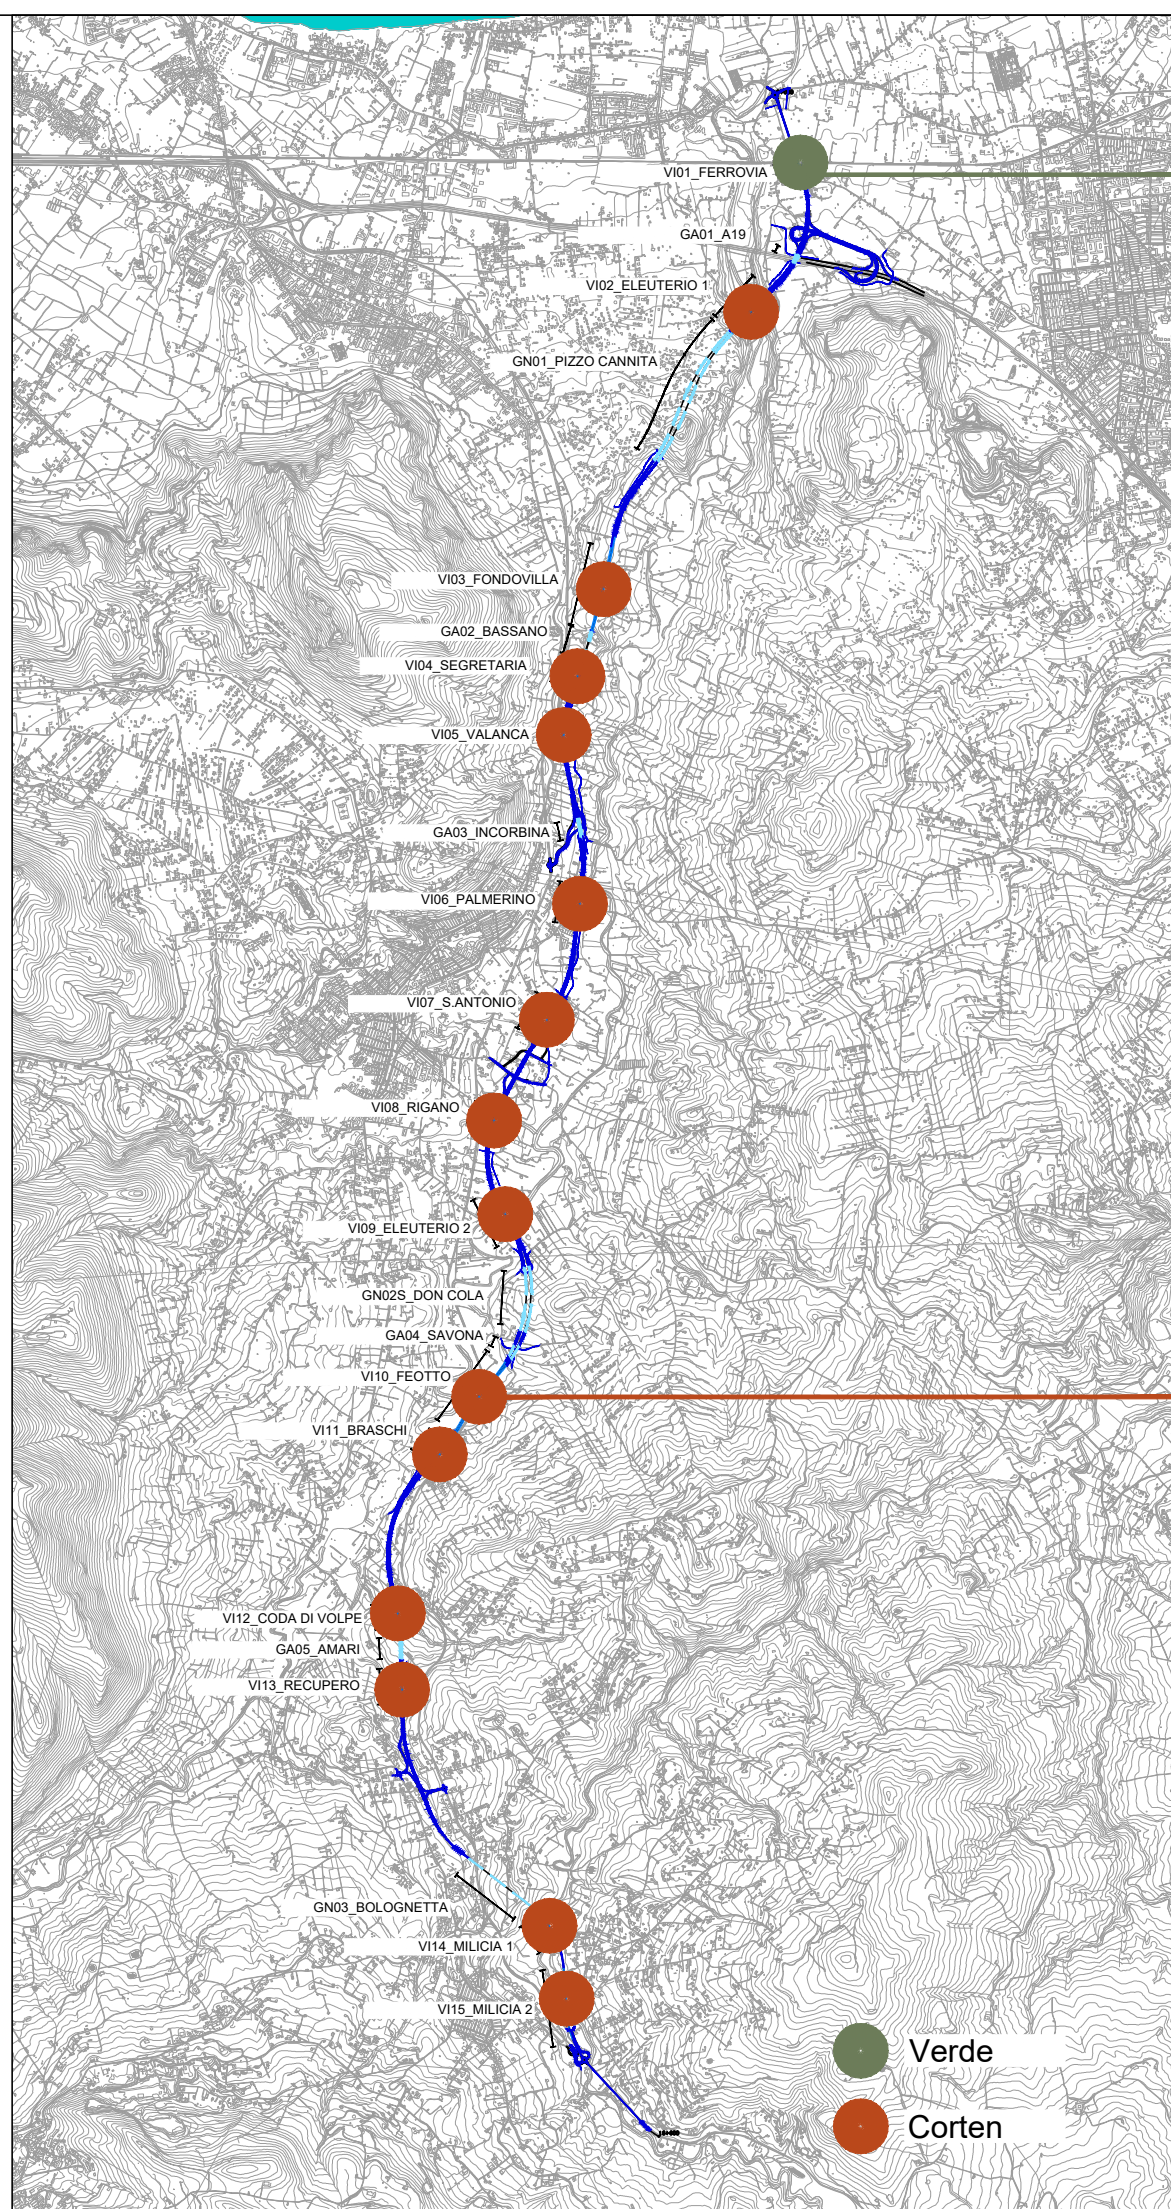 VI01_FERROVIA
GA01_A19
VI02_ELEUTERIO 1
GN01_PIZZO CANNITA
VI03_FONDOVILLA
GA02_BASSANO
VI04_SEGRETARIA
VI05_VALANCA
GA03_INCORBINA
VI06_PALMERINO
VI07_S.ANTONIO
VI08_RIGANO
VI09_ELEUTERIO 2
GN02S_DON COLA
GA04_SAVONA
VI10_FEOTTO
VI11_BRASCHI
VI12_CODA DI VOLPE
GA05_AMARI
VI13_RECUPERO
GN03_BOLOGNETTA
VI14_MILICIA 1
VI15_MILICIA 2
Verde
Corten